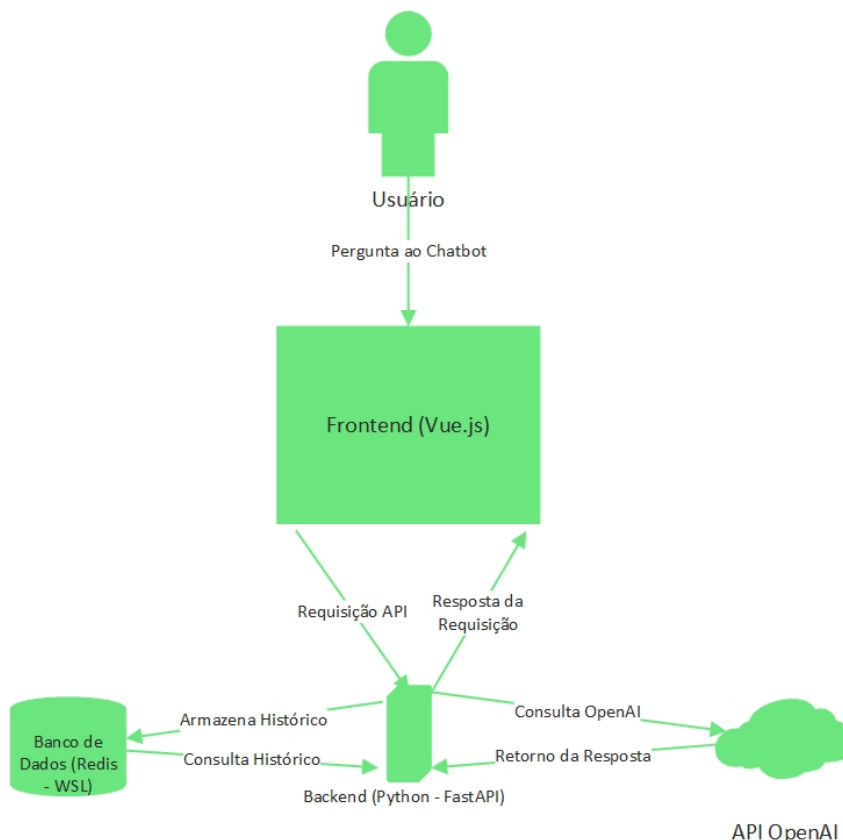 Usuário
Pergunta ao Chatbot
Frontend (Vue.js)
Requisição API
Resposta da
Requisição
Armazena Histórico
Consulta OpenAI
Banco de
Dados (Redis
- WSL)
Consulta Histórico
Retorno da Resposta
Backend (Python - FastAPI)
API OpenAI